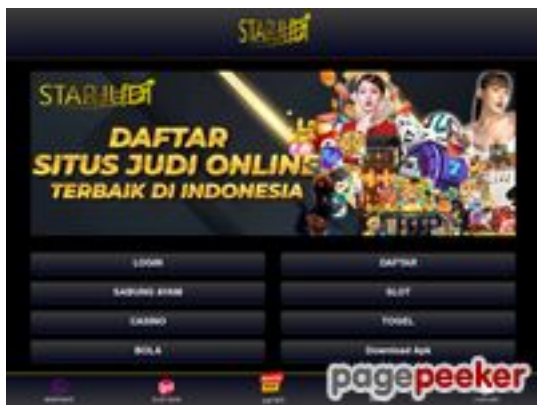 STARJUDI
STARJUDI
DAFTAR
SITUS JUDI ONLINE
TERBAIK DI INDONESIA
LOGIN
DAFTAR
SABUNG AYAM
SLOT
CASINO
TOGEL
BOLA
Download Apk
pagepeeker